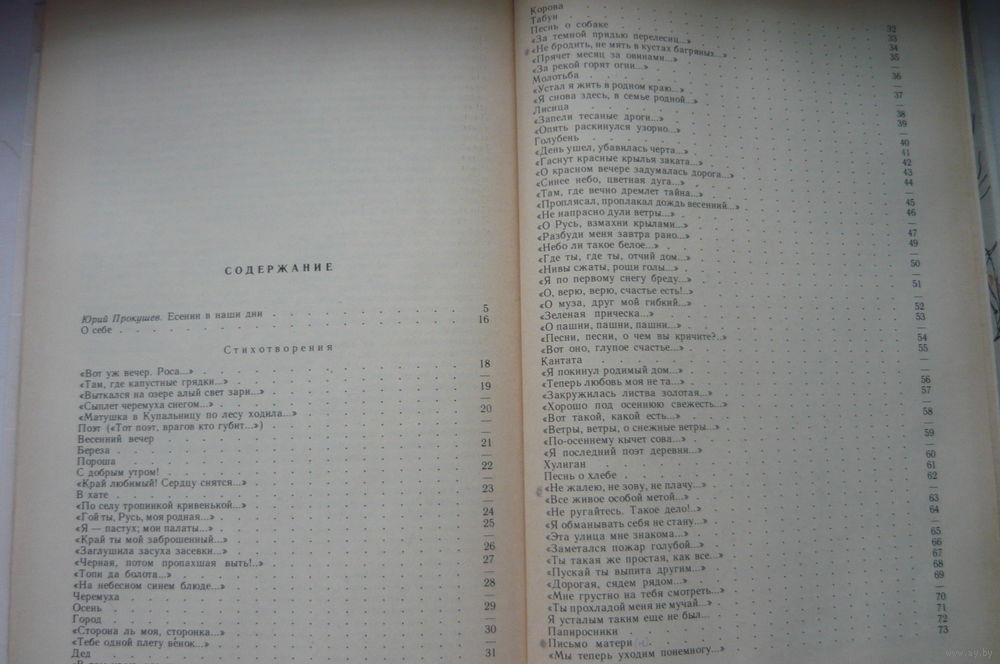 СОДЕРЖАНИЕ
Юрий Прокушев. Есенин в наши дни 5
О себе 16
Стихотворения
«Вот уж вечер. Роса...» 18
«Там, где капустные грядки...» —
«Выткался на озере алый свет зари...» 19
«Сыплет черемуха снегом...» —
«Матушка в Купальницу по лесу ходила...» 20
Поэт («Тот поэт, врагов кто губит...») —
Весенний вечер —
Береза 21
Пороша —
С добрым утром! 22
«Край любимый! Сердцу снятся...» —
В хате 23
«По селу тропинкой кривенькой...» —
«Гой ты, Русь, моя родная...» 24
«Я — пастух; мои палаты...» 25
«Край ты мой заброшенный...» —
«Заглушила засуха засевки...» 26
«Черная, потом пропахшая выть!..» 27
«Топи да болота...» —
«На небесном синем блюде...» 28
Черемуха —
Осень 29
Город —
«Сторона ль моя, сторонка...» 30
«Тебе одной плету венок...» —
Дед 31
Корова
Табун 32
Песнь о собаке 33
«За темной прядью перелесиц...» 34
«Не бродить, не мять в кустах багряных...» 35
«Прячет месяц за овинами...» —
«За рекой горят огни...» 36
Молотьба —
«Устал я жить в родном краю...» 37
«Я снова здесь, в семье родной...» —
Лисица 38
«Запели тесаные дроги...» 39
«Опять раскинулся узорно...» —
Голубень 40
«День ушел, убавилась черта...» 41
«Гаснут красные крылья заката...» 42
«О красном вечере задумалась дорога...» 43
«Синее небо, цветная дуга...» 44
«Там, где вечно дремлет тайна...» —
«Проплясал, проплакал дождь весенний...» 45
«Не напрасно дули ветры...» 46
«О Русь, взмахни крылами...» —
«Разбуди меня завтра рано...» 47
«Небо ли такое белое...» 49
«Где ты, где ты, отчий дом...» —
«Нивы сжаты, рощи голы...» 50
«Я по первому снегу бреду...» —
«О, верю, верю, счастье есть!..» 51
«О муза, друг мой гибкий...» —
«Зеленая прическа...» 52
«О пашни, пашни, пашни...» 53
«Песни, песни, о чем вы кричите?..» —
«Вот оно, глупое счастье...» 54
Кантата 55
«Я покинул родимый дом...» —
«Теперь любовь моя не та...» —
«Закружилась листва золотая...» 56
«Хорошо под осеннюю свежесть...» 57
«Вот такой, какой есть...» —
«Ветры, ветры, о снежные ветры...» 58
«По-осеннему кычет сова...» —
«Я последний поэт деревни...» 59
Хулиган 60
Песнь о хлебе 61
«Не жалею, не зову, не плачу...» 62
«Все живое особой метой...» —
«Не ругайтесь. Такое дело!..» 63
«Я обманывать себя не стану...» 64
«Эта улица мне знакома...» —
«Заметался пожар голубой...» 65
«Ты такая ж простая, как все...» 66
«Пускай ты выпита другим...» 67
«Дорогая, сядем рядом...» 68
«Мне грустно на тебя смотреть...» 69
«Ты прохладой меня не мучай...» —
Я усталым таким еще не был... 70
Папиросники 71
Письмо матери 72
«Мы теперь уходим понемногу...» 73
www.ay.by